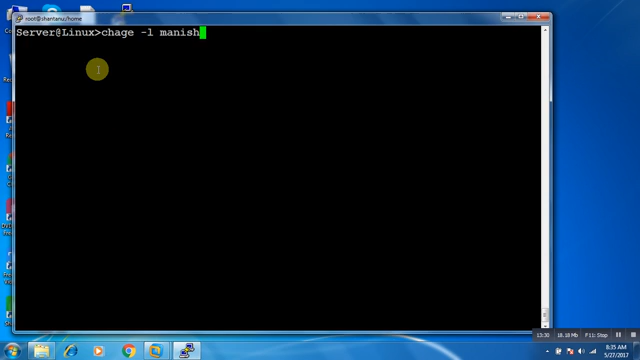 root@shantanu:/home
Server@Linux>chage -l manish
13:30
18.18 Mb
F11: Stop
8:35 AM
5/27/2017